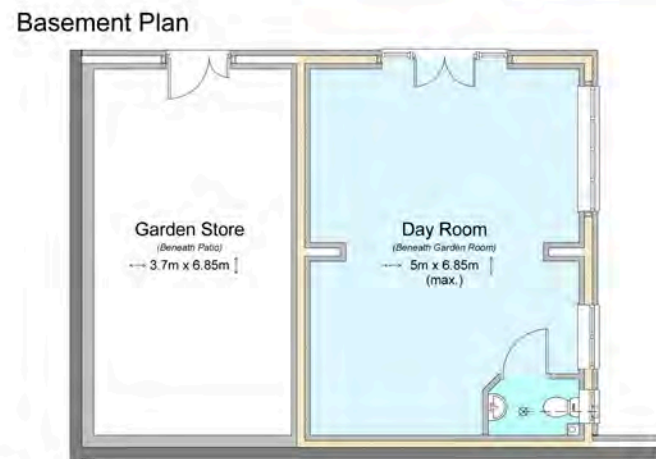 Basement Plan
Garden Store
(Beneath Patio)
3.7m x 6.85m
Day Room
(Beneath Garden Room)
5m x 6.85m
(max.)